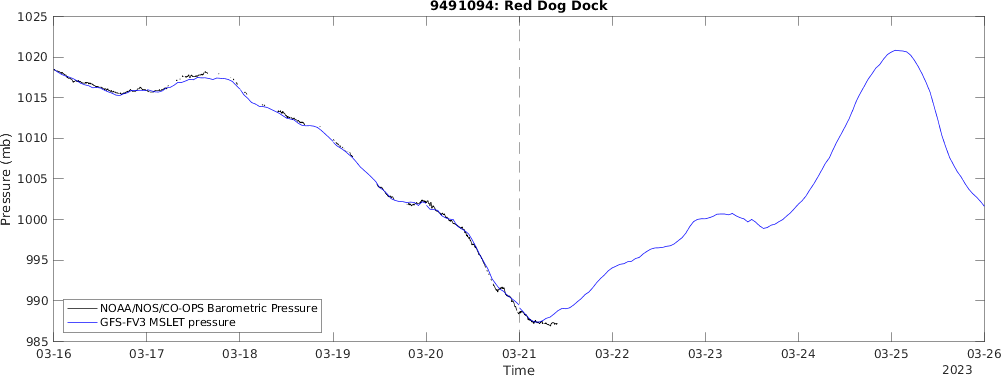 9491094: Red Dog Dock
1025
1020
1015
1010
1005
1000
995
990
985
Pressure (mb)
NOAA/NOS/CO-OPS Barometric Pressure
GFS-FV3 MSLET pressure
03-16 03-17 03-18 03-19 03-20 03-21 03-22 03-23 03-24 03-25 03-26
Time
2023